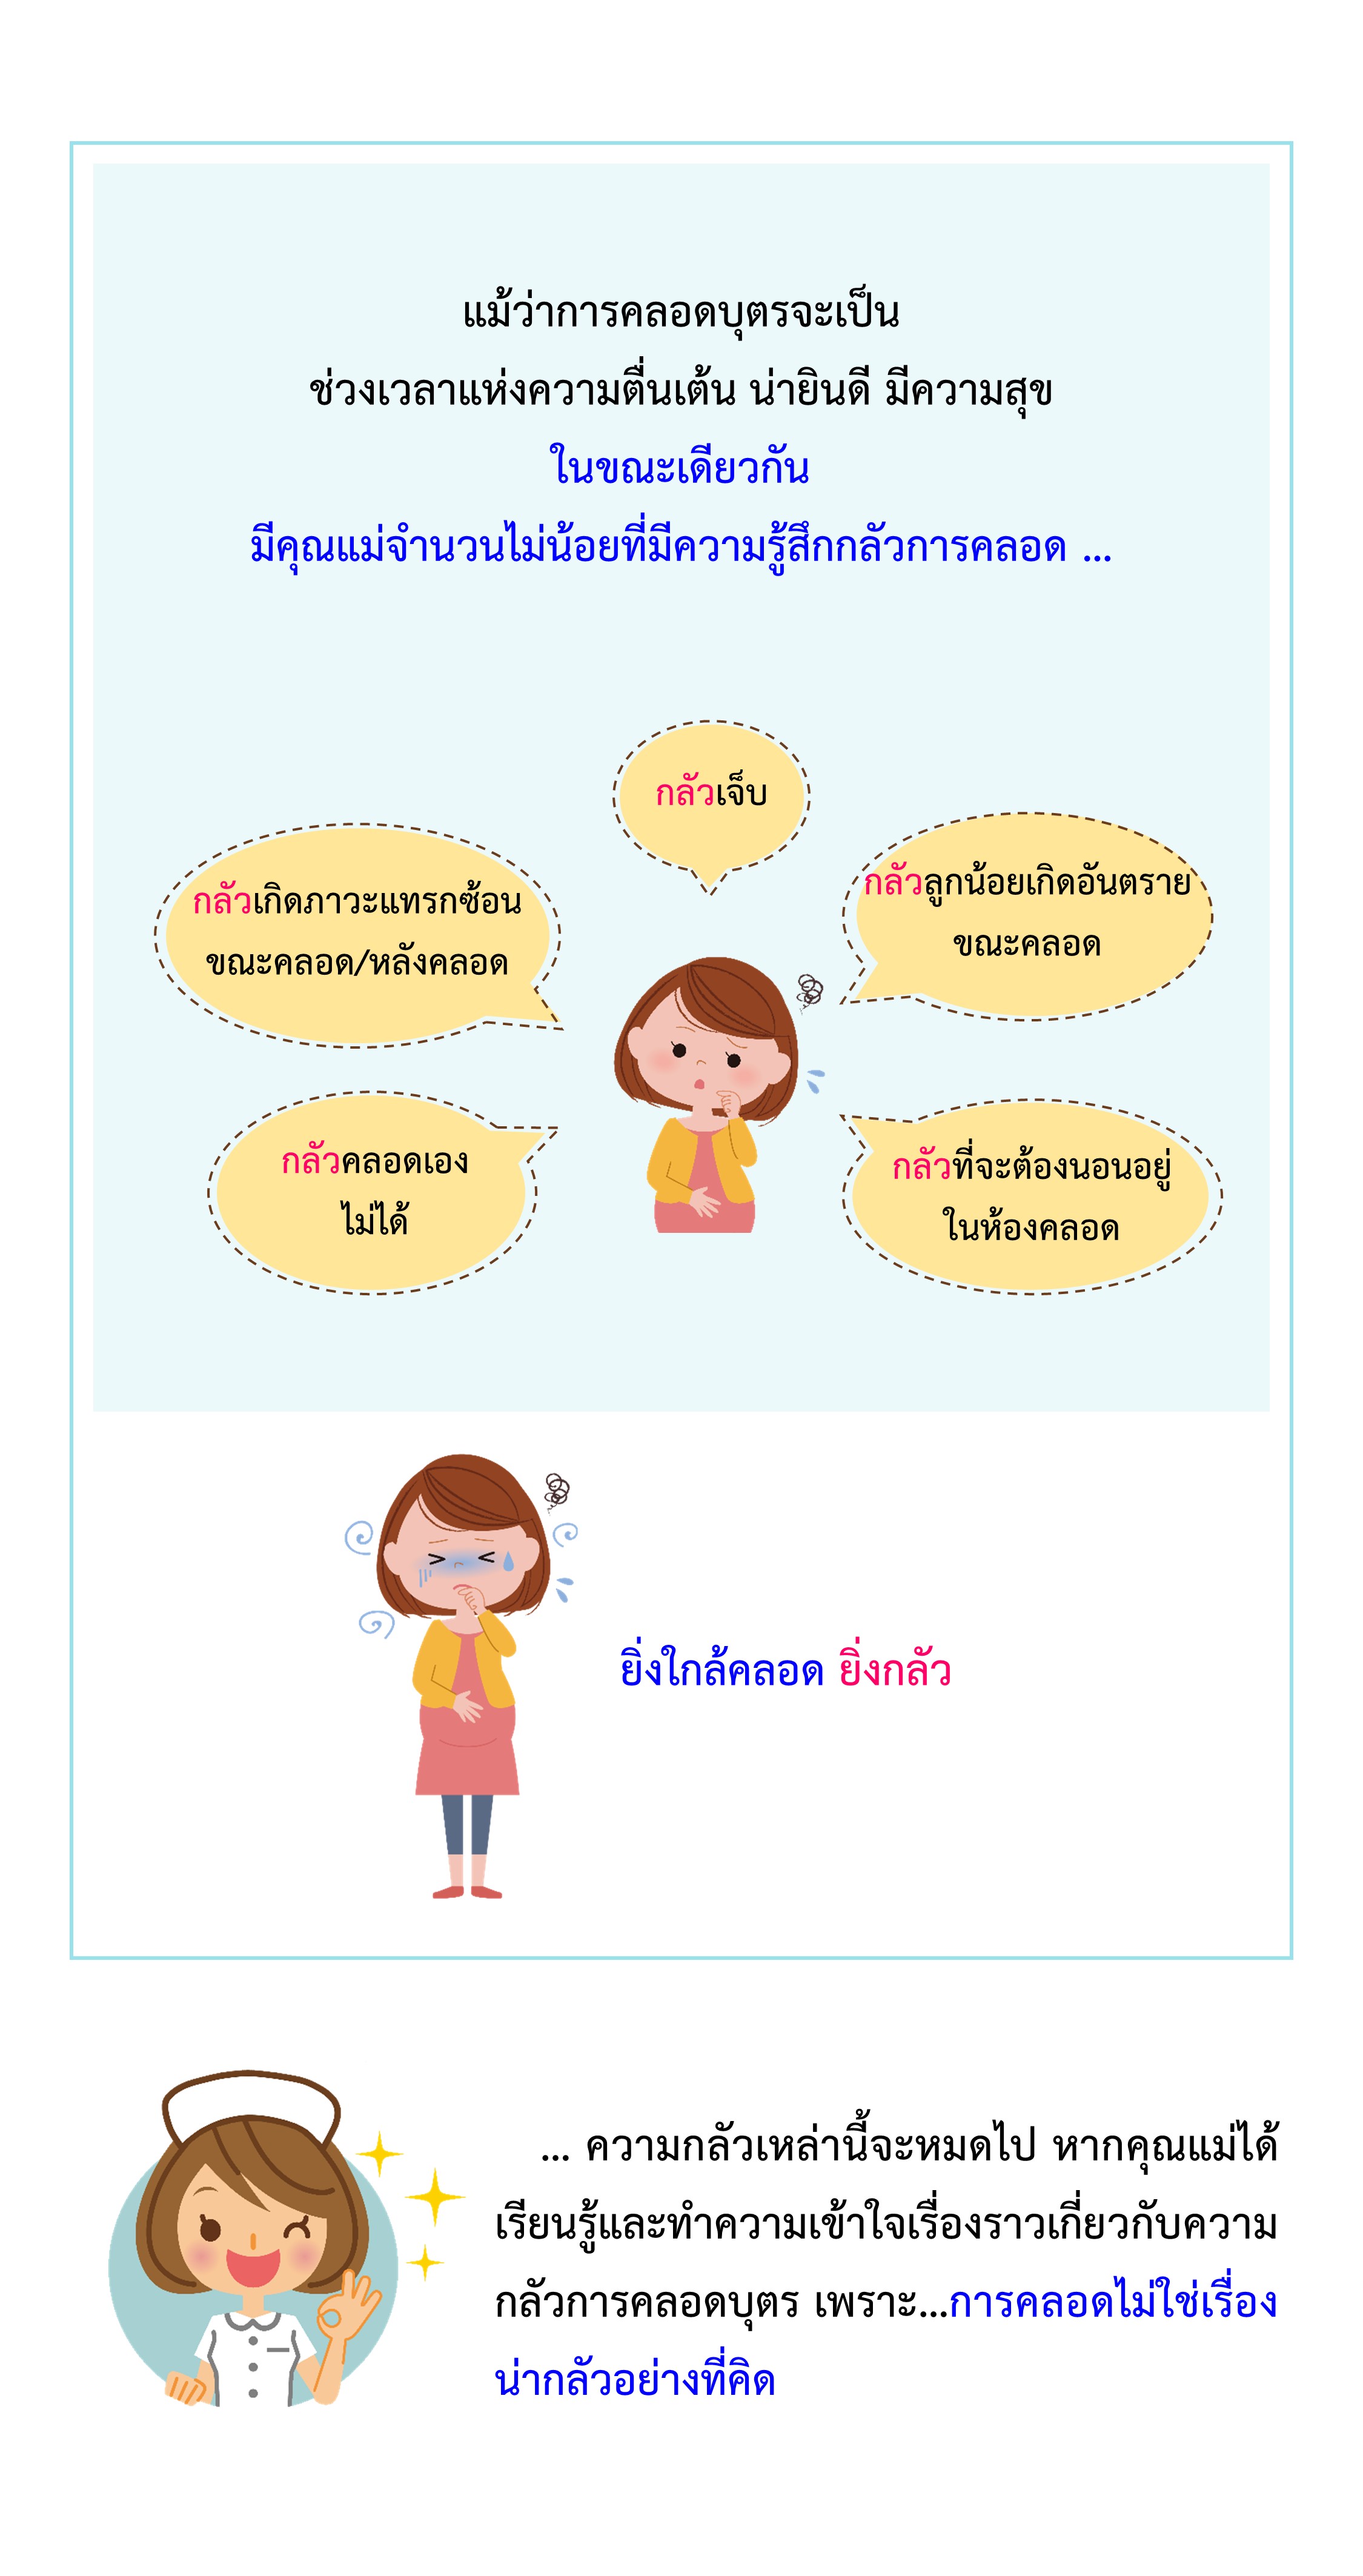 แม้ว่าการคลอดบุตรจะเป็น
ช่วงเวลาแห่งความตื่นเต้น น่ายินดี มีความสุข
ในขณะเดียวกัน
มีคุณแม่จำนวนไม่น้อยที่มีความรู้สึกกลัวการคลอด ...
กลัวเจ็บ
กลัวเกิดภาวะแทรกซ้อน
ขณะคลอด/หลังคลอด
กลัวลูกน้อยเกิดอันตราย
ขณะคลอด
กลัวคลอดเอง
ไม่ได้
กลัวที่จะต้องนอนอยู่
ในห้องคลอด
ยิ่งใกล้คลอด ยิ่งกลัว
... ความกลัวเหล่านี้จะหมดไป หากคุณแม่ได้
เรียนรู้และทำความเข้าใจเรื่องราวเกี่ยวกับความ
กลัวการคลอดบุตร เพราะ...การคลอดไม่ใช่เรื่อง
น่ากลัวอย่างที่คิด